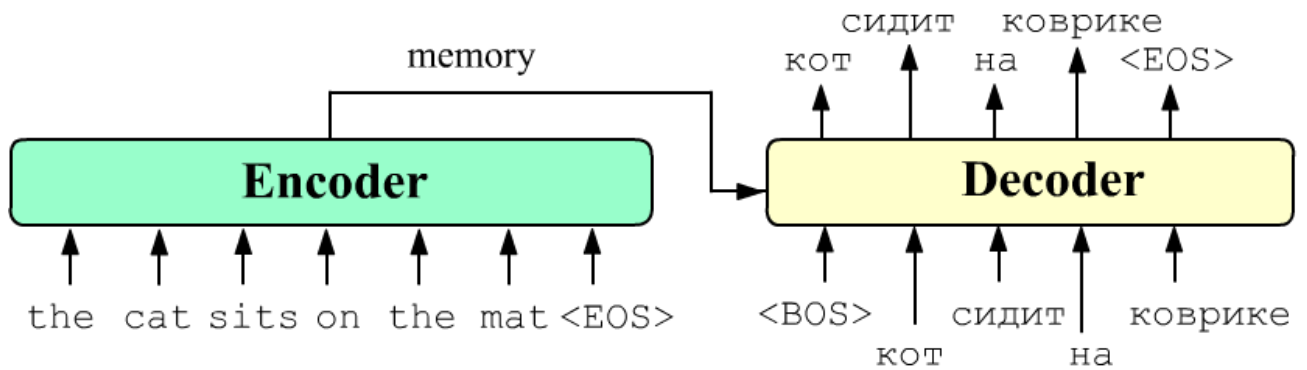 memory
Encoder
the cat sits on the mat <EOS>
кот сидит на коврике <EOS>
Decoder
<BOS> кот сидит на коврике